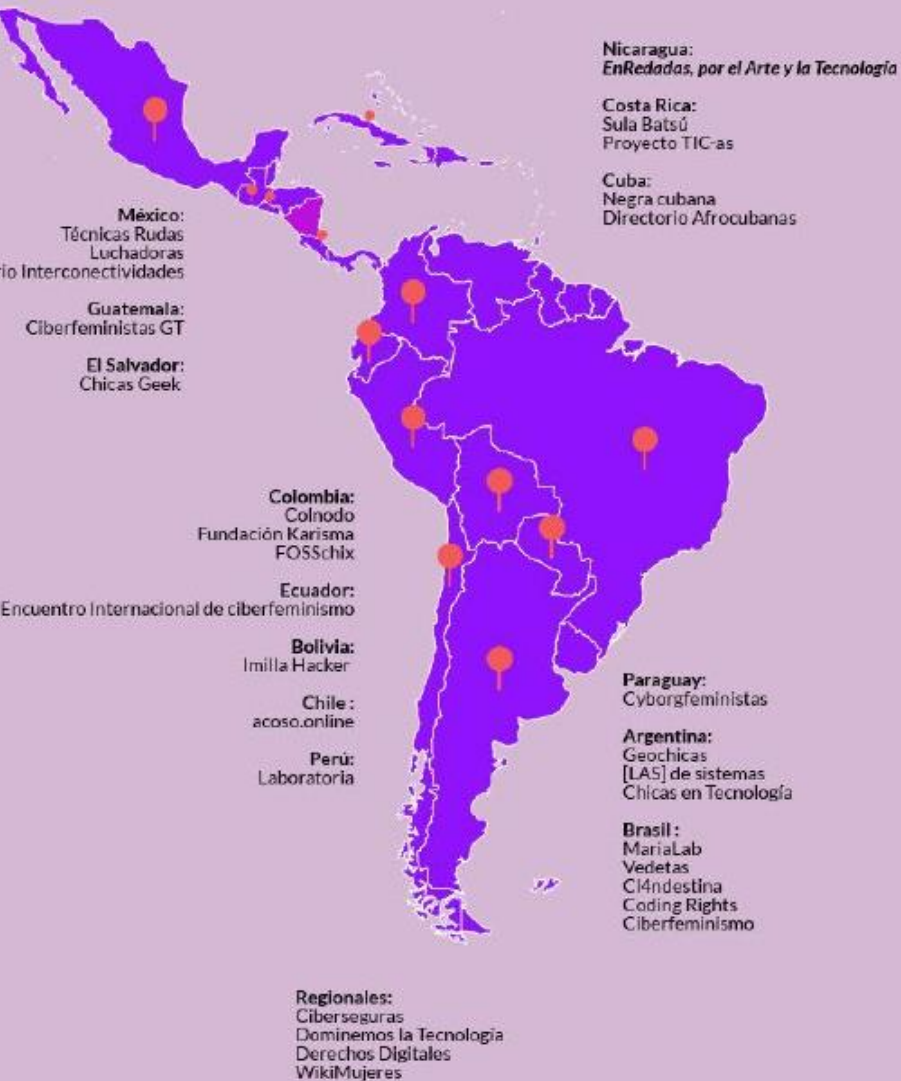 Nicaragua:
EnRedadas, por el Arte y la Tecnología
Costa Rica:
Sula Batsú
Proyecto TIC-as
Cuba:
Negra cubana
Directorio Afrocubanas
México:
Técnicas Rudas
Luchadoras
Interconectividades
Guatemala:
Ciberfeministas GT
El Salvador:
Chicas Geek
Colombia:
Colnodo
Fundación Karisma
FOSSchix
Ecuador:
Encuentro Internacional de ciberfeminismo
Bolivia:
Imilla Hacker
Chile :
acoso.online
Perú:
Laboratoria
Paraguay:
Cyborgfeministas
Argentina:
Geochicas
[LAS] de sistemas
Chicas en Tecnología
Brasil :
MariaLab
Vedetas
Cl4ndestina
Coding Rights
Ciberfeminismo
Regionales:
Ciberseguras
Dominemos la Tecnología
Derechos Digitales
WikiMujeres